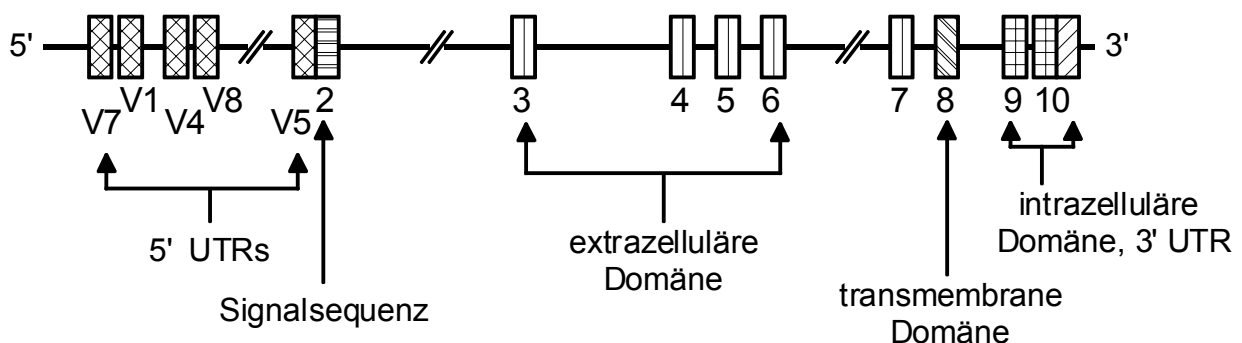 5' 3'
V7 V1 V4 V8 V5 2 3 4 5 6 7 8 9 10
5' UTRs
Signalsequenz
extrazelluläre
Domäne
transmembrane
Domäne
intrazelluläre
Domäne, 3' UTR